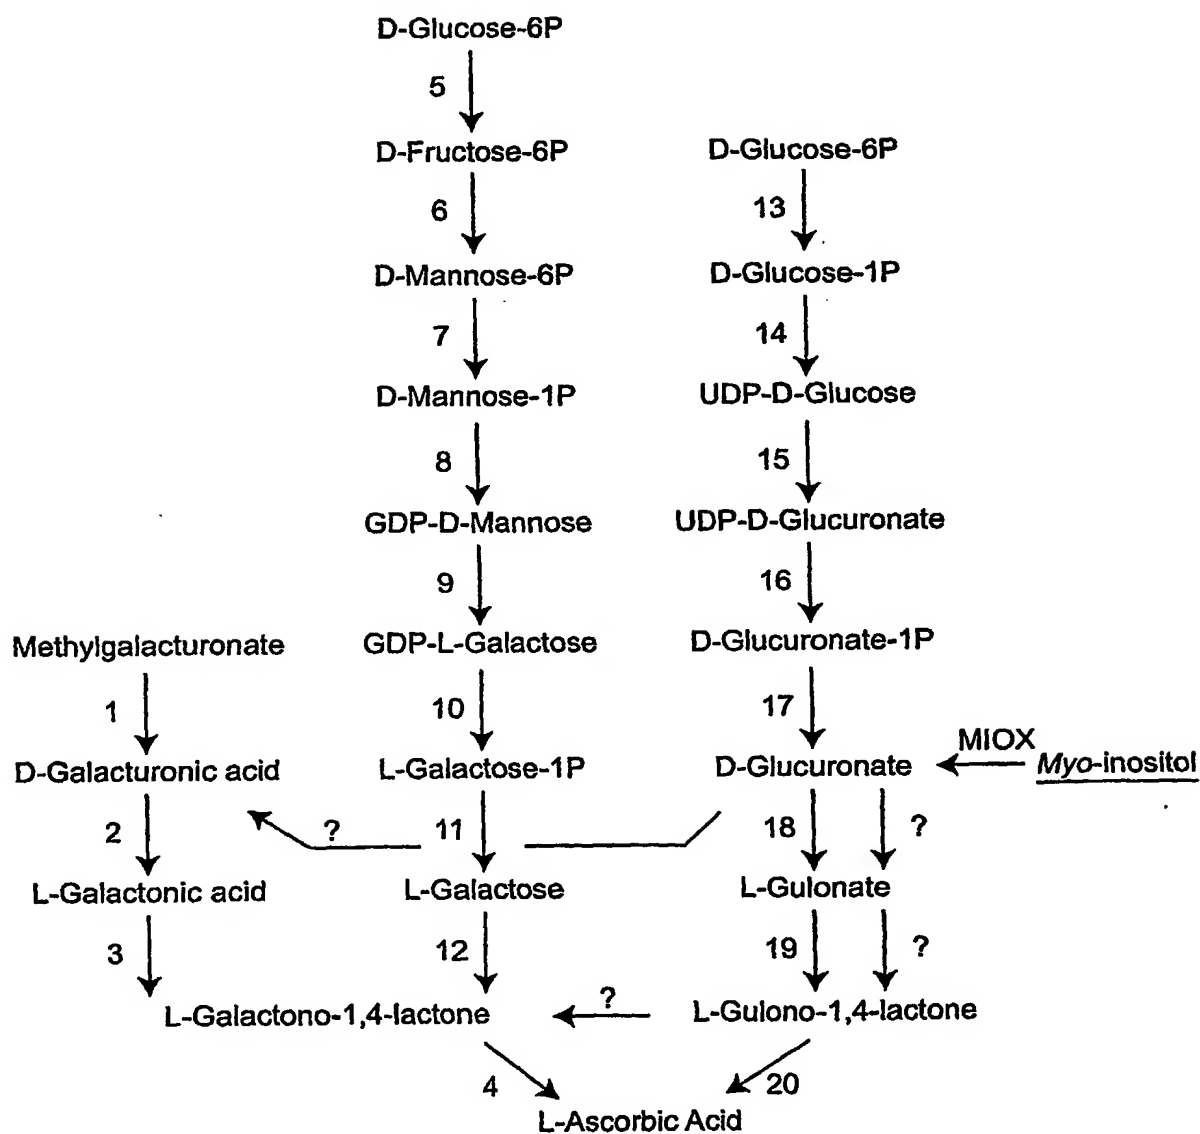 D-Glucose-6P
5
D-Fructose-6P
D-Glucose-6P
6
13
D-Mannose-6P
D-Glucose-1P
7
14
D-Mannose-1P
UDP-D-Glucose
8
15
GDP-D-Mannose
UDP-D-Glucuronate
9
16
Methylgalacturonate
GDP-L-Galactose
D-Glucuronate-1P
1
10
17
MIOX
D-Galacturonic acid
L-Galactose-1P
D-Glucuronate
Myo-inositol
2
?
11
18
?
L-Galactonic acid
L-Galactose
L-Gulonate
3
12
19
?
L-Galactono-1,4-lactone
?
L-Gulono-1,4-lactone
4
20
L-Ascorbic Acid